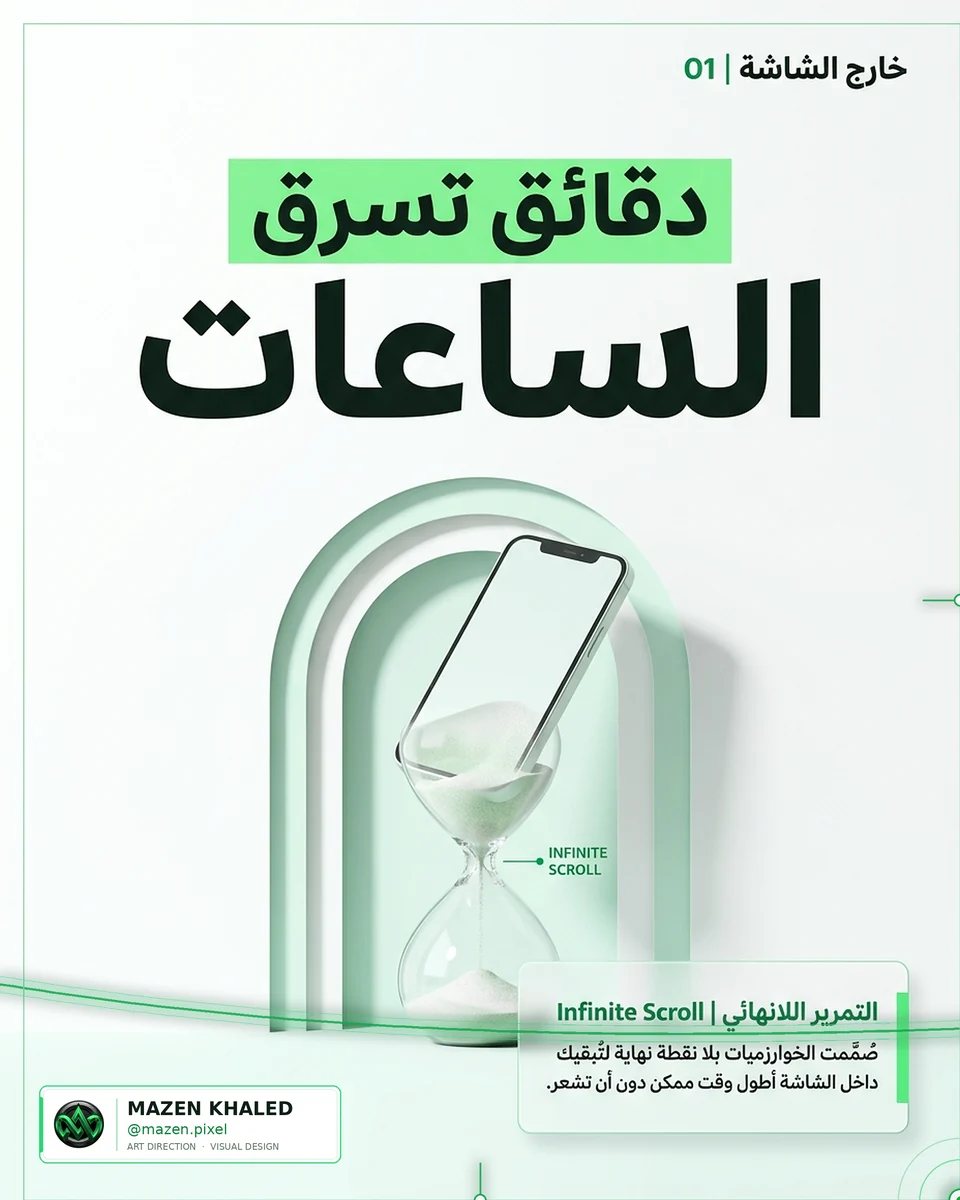 خارج الشاشة | 01
دقائق تسرق
الساعات
INFINITE
SCROLL
التمرير اللانهائي | Infinite Scroll
صُمَّمت الخوارزميات بلا نقطة نهاية لتُبقيك
داخل الشاشة أطول وقت ممكن دون أن تشعر.
MAZEN KHALED
@mazen.pixel
ART DIRECTION · VISUAL DESIGN